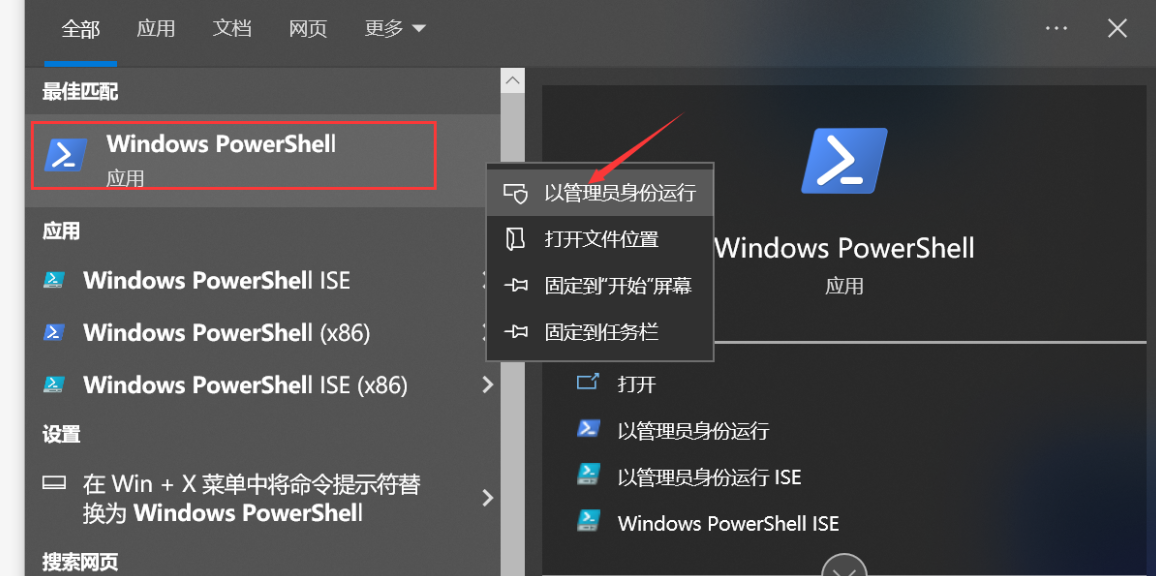 全部 应用 文档 网页 更多
最佳匹配
Windows PowerShell
应用
应用
Windows PowerShell ISE
Windows PowerShell (x86)
Windows PowerShell ISE (x86)
设置
在 Win + X 菜单中将命令提示符替
换为 Windows PowerShell
搜索网页
以管理员身份运行
打开文件位置
固定到“开始”屏幕
固定到任务栏
Windows PowerShell
应用
打开
以管理员身份运行
以管理员身份运行 ISE
Windows PowerShell ISE